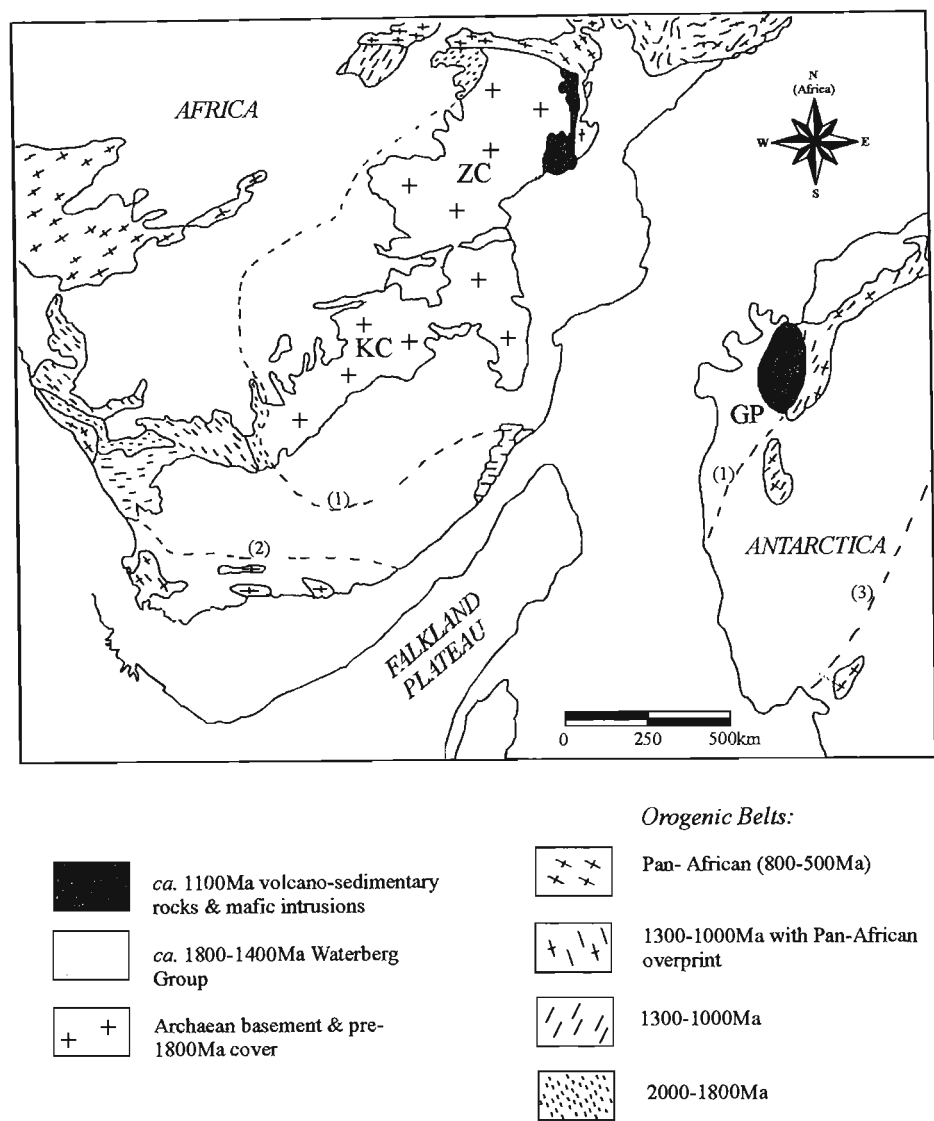 N
(Africa)
W
E
S
AFRICA
ZC
KC
GP
(1)
(1)
ANTARCTICA
(2)
(3)
FALKLAND
PLATEAU
0 250 500km
ca. 1100Ma volcano-sedimentary
rocks & mafic intrusions
ca. 1800-1400Ma Waterberg
Group
Archaean basement & pre-
1800Ma cover
Orogenic Belts:
Pan- African (800-500Ma)
1300-1000Ma with Pan-African
overprint
1300-1000Ma
2000-1800Ma